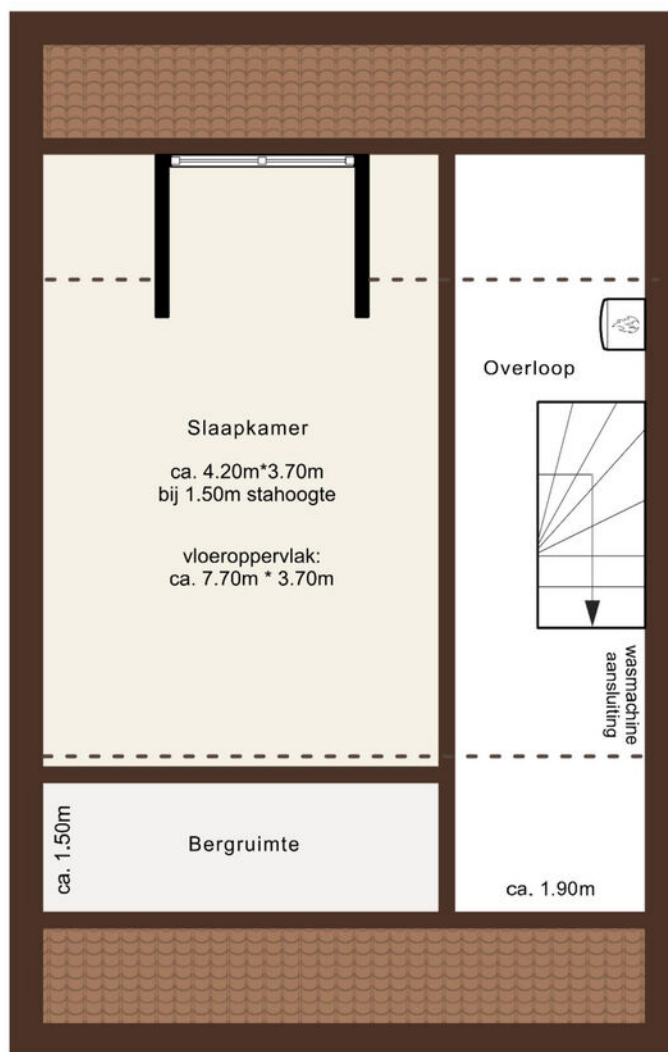 Overloop
Slaapkamer
ca. 4.20m*3.70m
bij 1.50m stahoogte
vloeroppervlak:
ca. 7.70m * 3.70m
wasmachine
aansluiting
ca. 1.50m
Bergruimte
ca. 1.90m